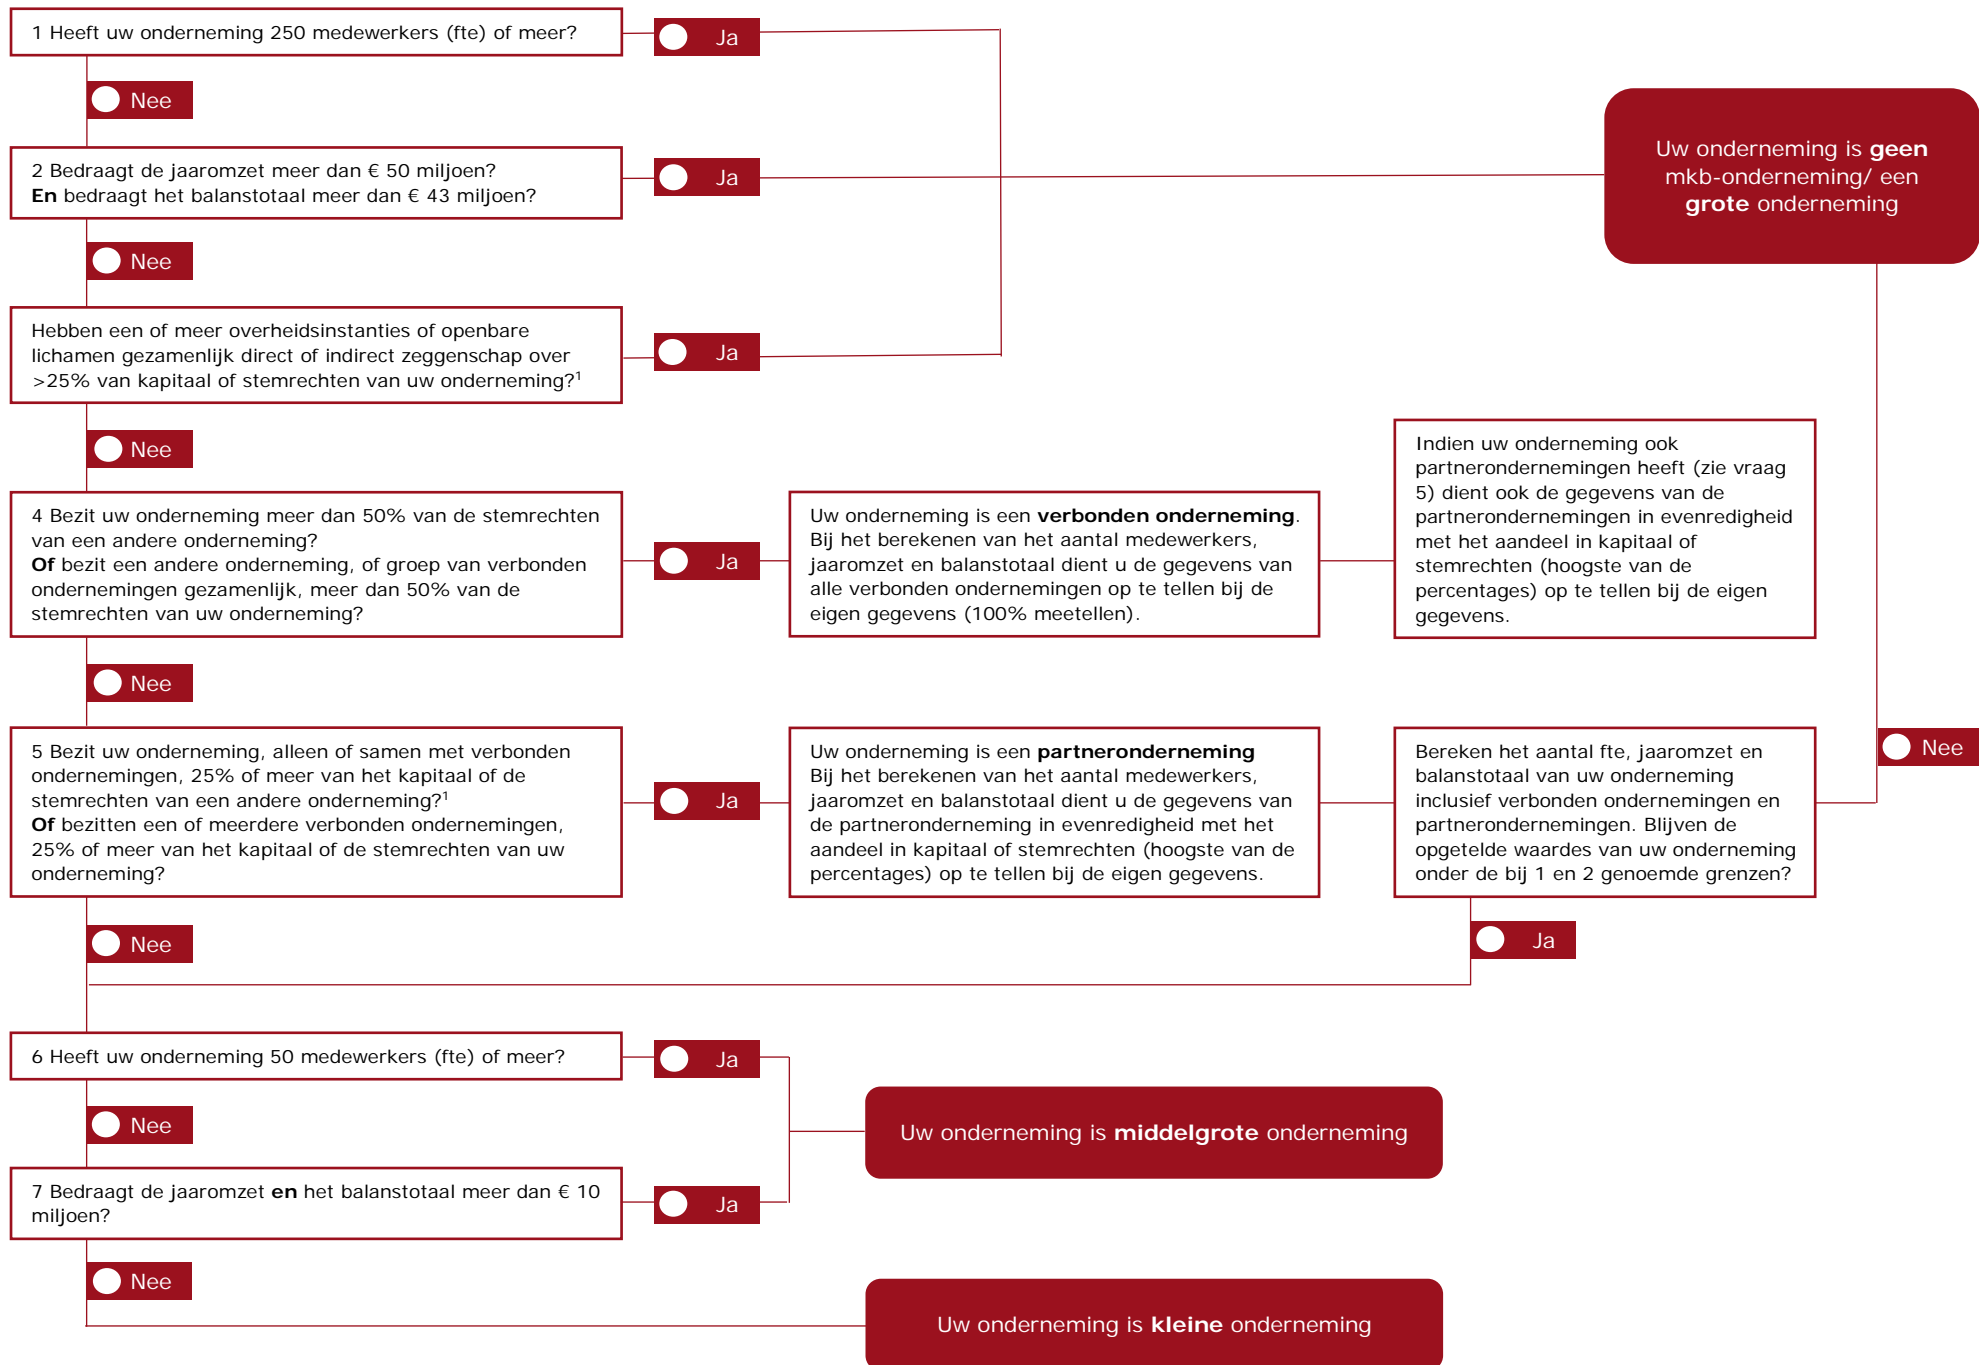 1 Heeft uw onderneming 250 medewerkers (fte) of meer?
Ja
Nee
2 Bedraagt de jaaromzet meer dan € 50 miljoen?
En bedraagt het balanstotaal meer dan € 43 miljoen?
Ja
Uw onderneming is geen
mkb-onderneming/ een
grote onderneming
Nee
Hebben een of meer overheidsinstanties of openbare
lichamen gezamenlijk direct of indirect zeggenschap over
>25% van kapitaal of stemrechten van uw onderneming?1
Ja
Nee
4 Bezit uw onderneming meer dan 50% van de stemrechten
van een andere onderneming?
Of bezit een andere onderneming, of groep van verbonden
ondernemingen gezamenlijk, meer dan 50% van de
stemrechten van uw onderneming?
Ja
Uw onderneming is een verbonden onderneming.
Bij het berekenen van het aantal medewerkers,
jaaromzet en balanstotaal dient u de gegevens van
alle verbonden ondernemingen op te tellen bij de
eigen gegevens (100% meetellen).
Indien uw onderneming ook
partnerondernemingen heeft (zie vraag
5) dient ook de gegevens van de
partnerondernemingen in evenredigheid
met het aandeel in kapitaal of
stemrechten (hoogste van de
percentages) op te tellen bij de eigen
gegevens.
Nee
5 Bezit uw onderneming, alleen of samen met verbonden
ondernemingen, 25% of meer van het kapitaal of de
stemrechten van een andere onderneming?1
Of bezitten een of meerdere verbonden ondernemingen,
25% of meer van het kapitaal of de stemrechten van uw
onderneming?
Ja
Uw onderneming is een partneronderneming
Bij het berekenen van het aantal medewerkers,
jaaromzet en balanstotaal dient u de gegevens van
de partneronderneming in evenredigheid met het
aandeel in kapitaal of stemrechten (hoogste van de
percentages) op te tellen bij de eigen gegevens.
Bereken het aantal fte, jaaromzet en
balanstotaal van uw onderneming
inclusief verbonden ondernemingen en
partnerondernemingen. Blijven de
opgetelde waardes van uw onderneming
onder de bij 1 en 2 genoemde grenzen?
Nee
Nee
Ja
6 Heeft uw onderneming 50 medewerkers (fte) of meer?
Ja
Nee
Uw onderneming is middelgrote onderneming
7 Bedraagt de jaaromzet en het balanstotaal meer dan € 10
miljoen?
Ja
Nee
Uw onderneming is kleine onderneming